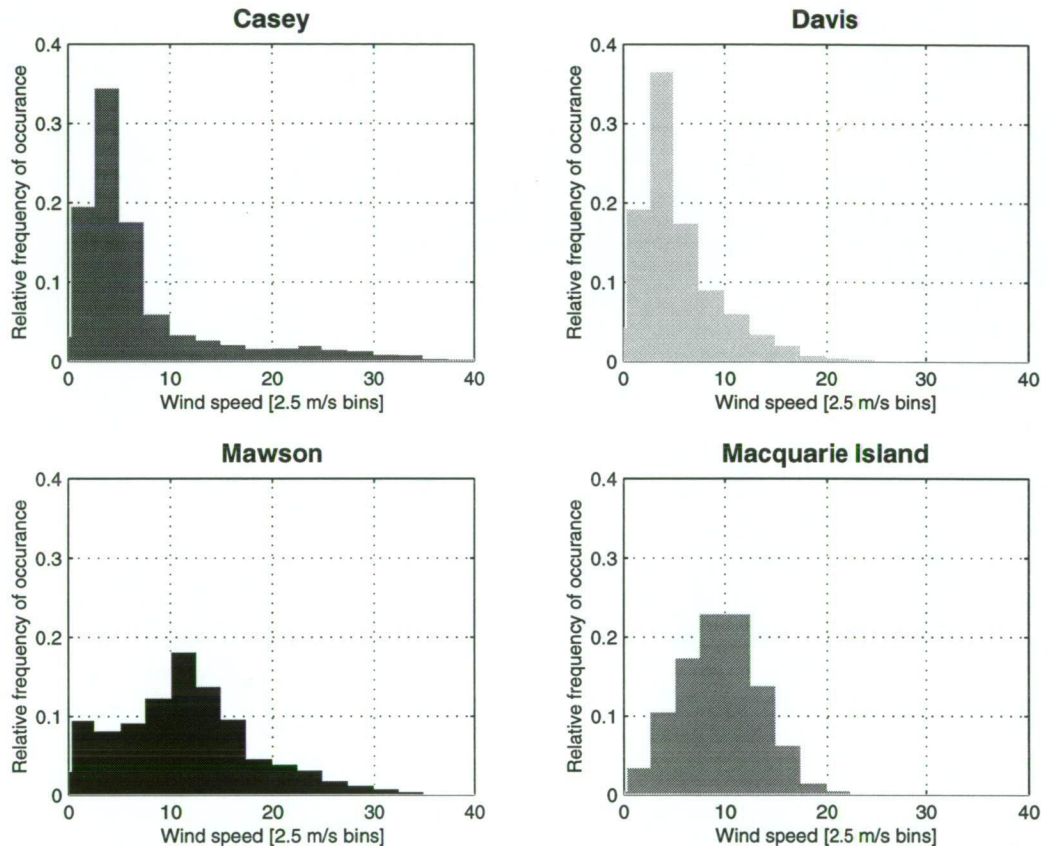 Casey
Relative frequency of occurance
0.4
0.3
0.2
0.1
0
0 10 20 30 40
Wind speed [2.5 m/s bins]
Davis
Relative frequency of occurance
0.4
0.3
0.2
0.1
0
0 10 20 30 40
Wind speed [2.5 m/s bins]
Mawson
Relative frequency of occurance
0.4
0.3
0.2
0.1
0
0 10 20 30 40
Wind speed [2.5 m/s bins]
Macquarie Island
Relative frequency of occurance
0.4
0.3
0.2
0.1
0
0 10 20 30 40
Wind speed [2.5 m/s bins]